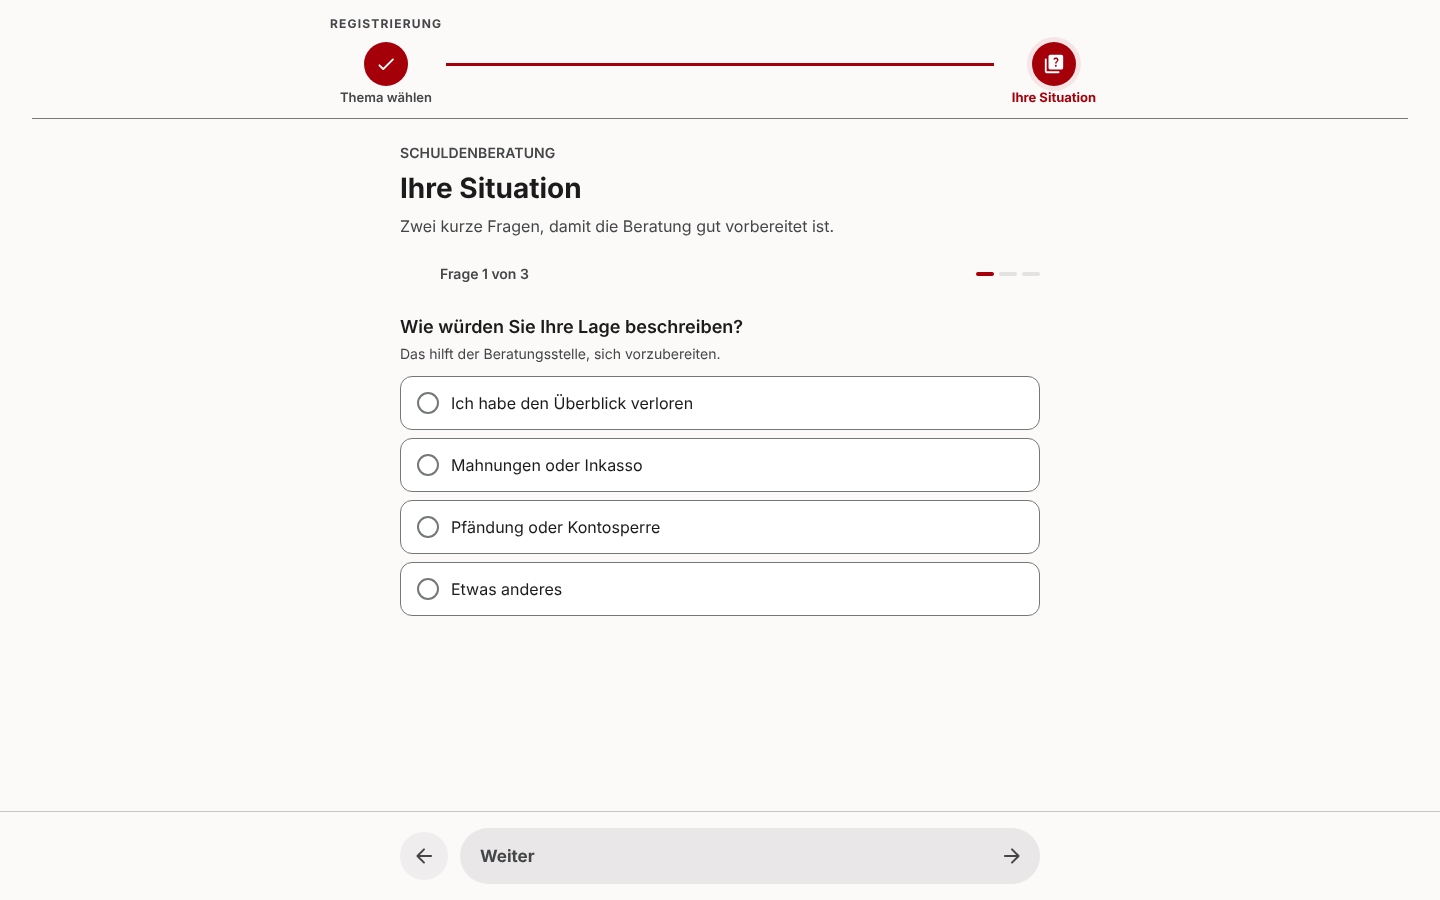 REGISTRIERUNG
Thema wählen
Ihre Situation
SCHULDENBERATUNG
Ihre Situation
Zwei kurze Fragen, damit die Beratung gut vorbereitet ist.
Frage 1 von 3
Wie würden Sie Ihre Lage beschreiben?
Das hilft der Beratungsstelle, sich vorzubereiten.
Ich habe den Überblick verloren
Mahnungen oder Inkasso
Pfändung oder Kontosperre
Etwas anderes
Weiter